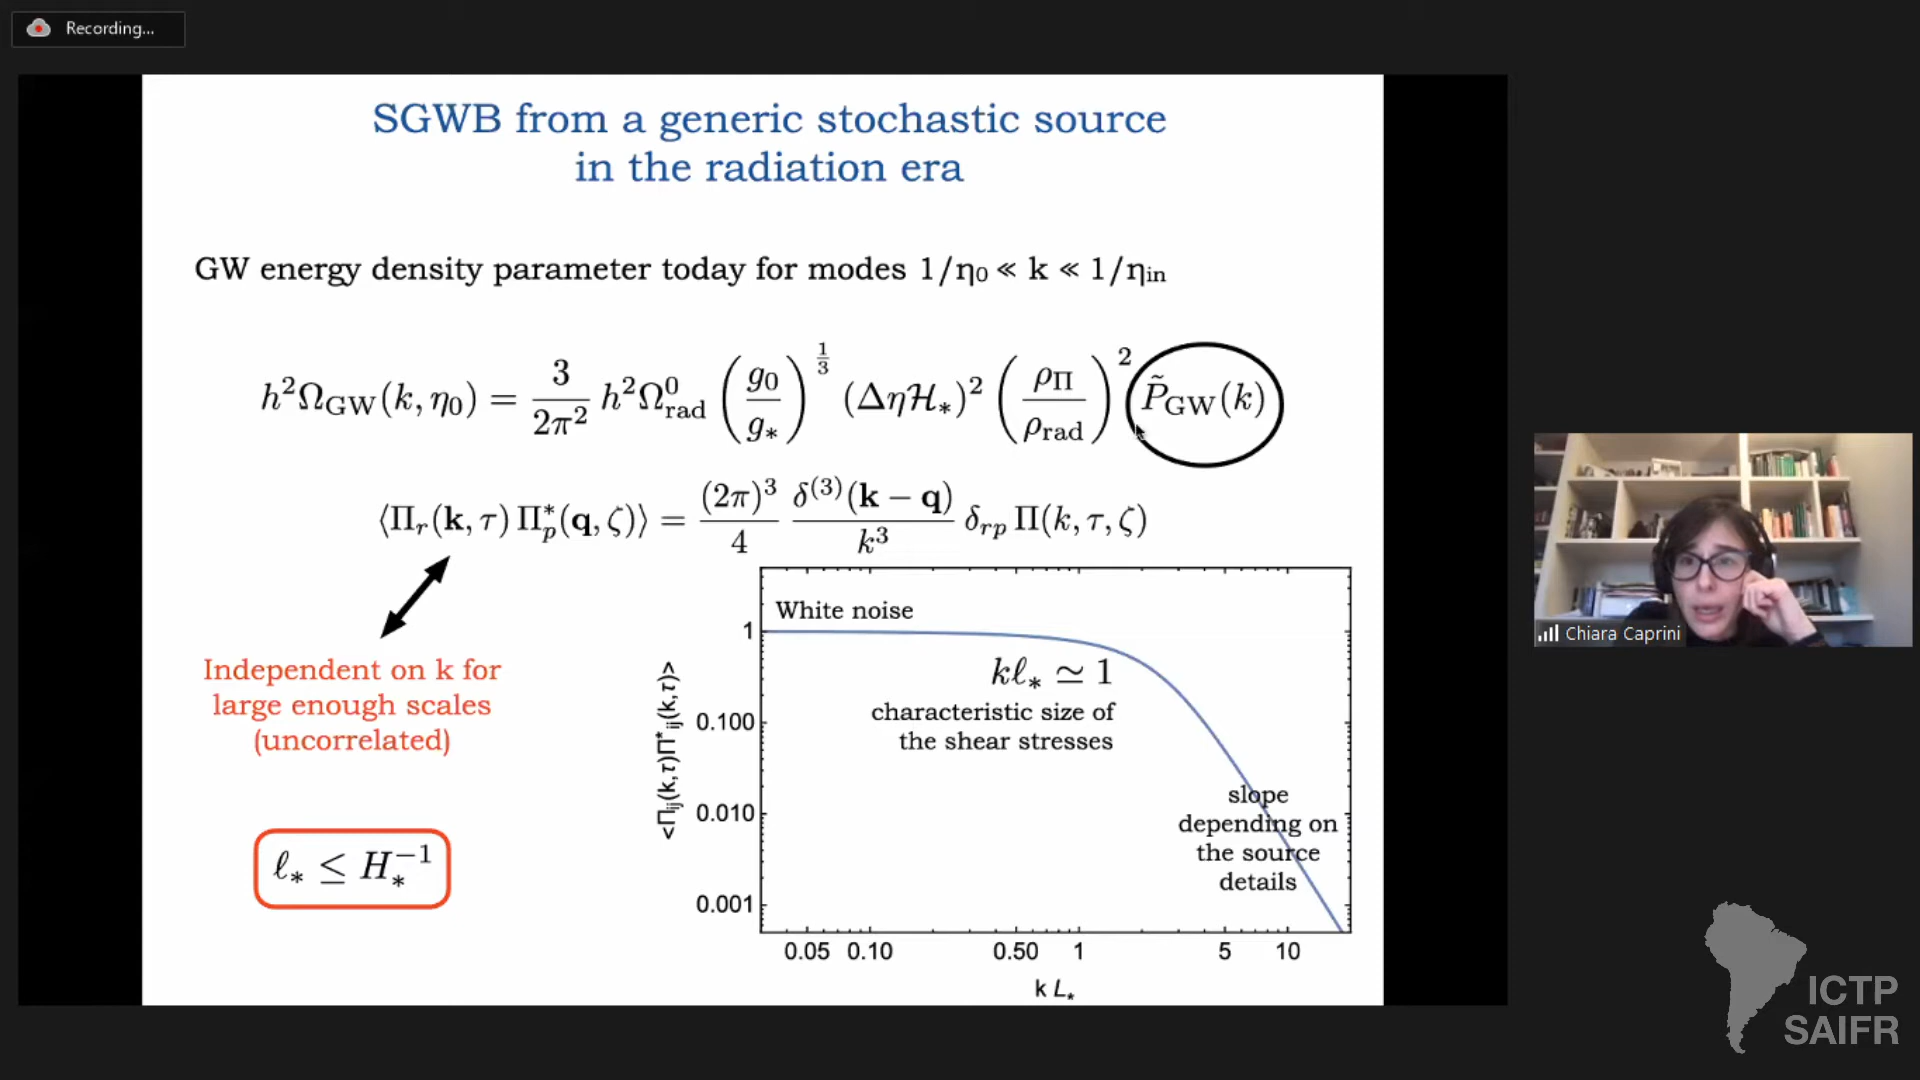 Recording...
SGWB from a generic stochastic source
in the radiation era
GW energy density parameter today for modes 1/η₀ ≪ k ≪ 1/ηin
h²Ω_GW(k, η₀) = 3/(2π²) h²Ω⁰_rad (g₀/g_*)^(1/3) (Δηℋ_*)² (ρ_Π/ρ_rad)² P̃_GW(k)
⟨Π_r(k, τ) Π*_p(q, ζ)⟩ = (2π)³/4 δ⁽³⁾(k − q)/k³ δ_rp Π(k, τ, ζ)
Independent on k for
large enough scales
(uncorrelated)
ℓ_* ≤ H_*⁻¹
White noise
kℓ_* ≃ 1
characteristic size of
the shear stresses
slope
depending on
the source
details
<Π_ij(k,τ)Π*_ij(k,τ)>
1
0.100
0.010
0.001
0.05 0.10 0.50 1 5 10
k L_*
Chiara Caprini
ICTP
SAIFR